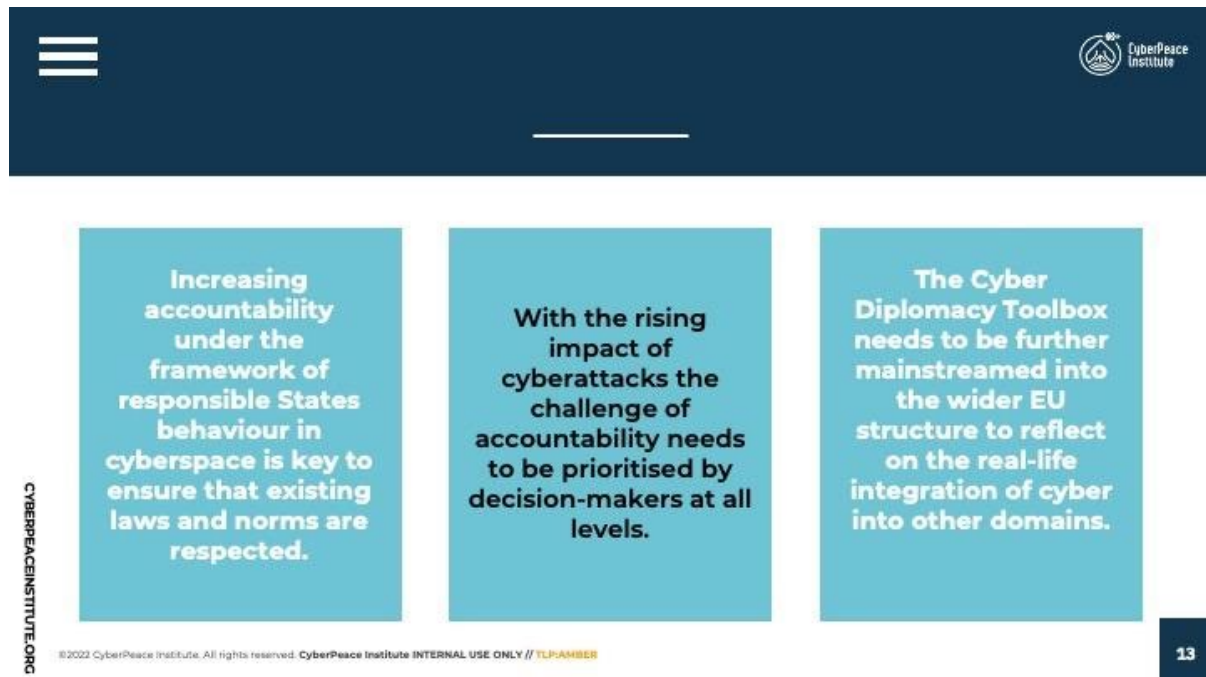 CyberPeace
Institute
Increasing
accountability
under the
framework of
responsible States
behaviour in
cyberspace is key to
ensure that existing
laws and norms are
respected.
With the rising
impact of
cyberattacks the
challenge of
accountability needs
to be prioritised by
decision-makers at all
levels.
The Cyber
Diplomacy Toolbox
needs to be further
mainstreamed into
the wider EU
structure to reflect
on the real-life
integration of cyber
into other domains.
CYBERPEACEINSTITUTE.ORG
©2022 CyberPeace Institute. All rights reserved. CyberPeace Institute INTERNAL USE ONLY // TLP:AMBER
13